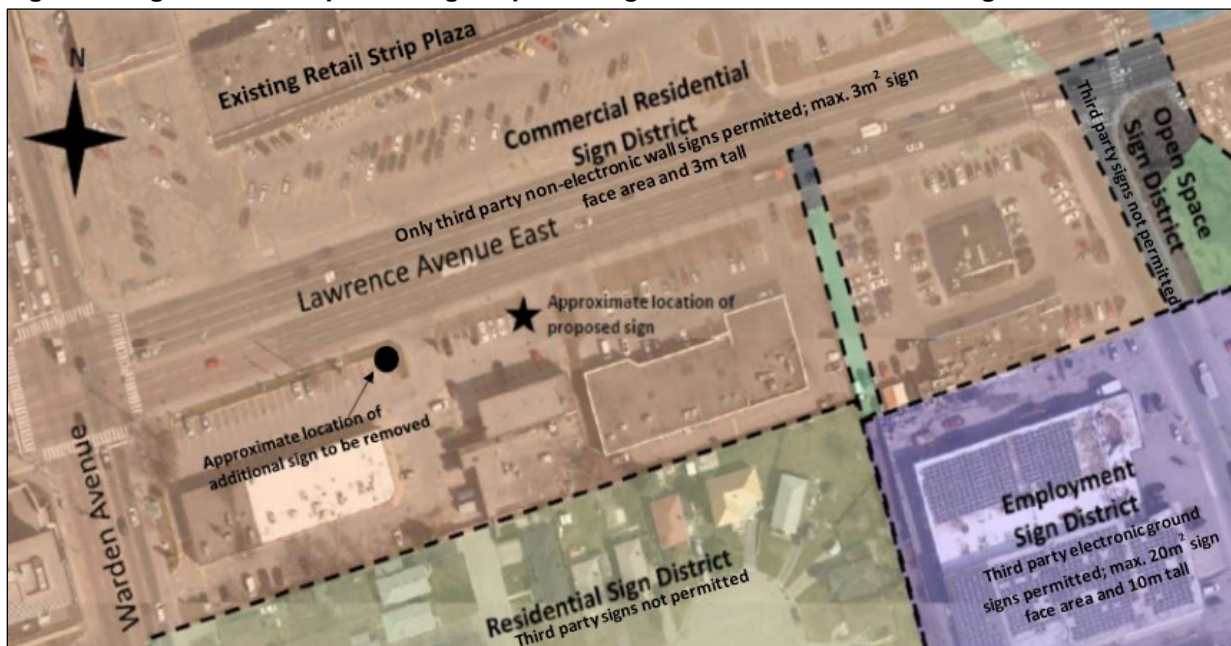 N
Existing Retail Strip Plaza
Commercial Residential
Sign District
Only third party non-electronic wall signs permitted; max. 3m² sign
face area and 3m tall
Lawrence Avenue East
Open Space
Sign District
Third party signs not permitted
Approximate location of
proposed sign
Approximate location of
additional sign to be removed
Warden Avenue
Residential Sign District
Third party signs not permitted
Employment
Sign District
Third party electronic ground
signs permitted; max. 20m² sign
face area and 10m tall